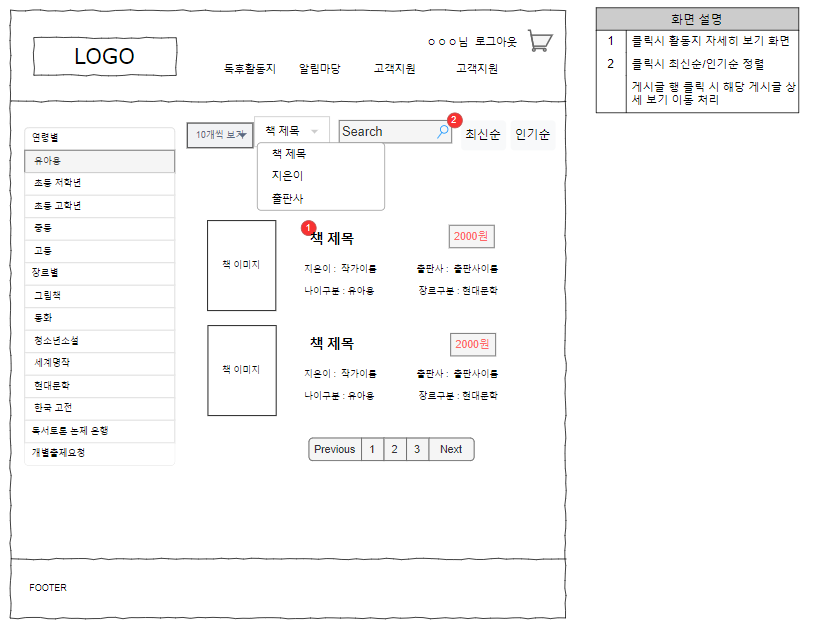 LOGO
ㅇㅇㅇ님 로그아웃
독후활동지 알림마당 고객지원 고객지원
연령별
유아용
초등 저학년
초등 고학년
중등
고등
장르별
그림책
동화
청소년소설
세계명작
현대문학
한국 고전
독서토론 논제 은행
개별출제요청
10개씩 보기
책 제목
Search
2
최신순
인기순
책 제목
지은이
출판사
책 이미지
1
책 제목
2000원
지은이 : 작가이름 출판사 : 출판사이름
나이구분 : 유아용 장르구분 : 현대문학
책 이미지
책 제목
2000원
지은이 : 작가이름 출판사 : 출판사이름
나이구분 : 유아용 장르구분 : 현대문학
Previous 1 2 3 Next
FOOTER
화면 설명
1 클릭시 활동지 자세히 보기 화면
2 클릭시 최신순/인기순 정렬
게시글 행 클릭 시 해당 게시글 상
세 보기 이동 처리